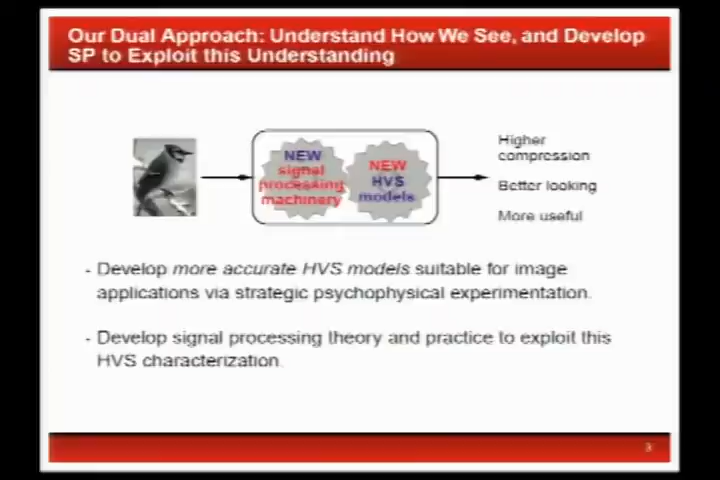 Our Dual Approach: Understand How We See, and Develop
SP to Exploit this Understanding
NEW
signal
processing
machinery
NEW
HVS
models
Higher
compression
Better looking
More useful
- Develop more accurate HVS models suitable for image
applications via strategic psychophysical experimentation.
- Develop signal processing theory and practice to exploit this
HVS characterization.
3